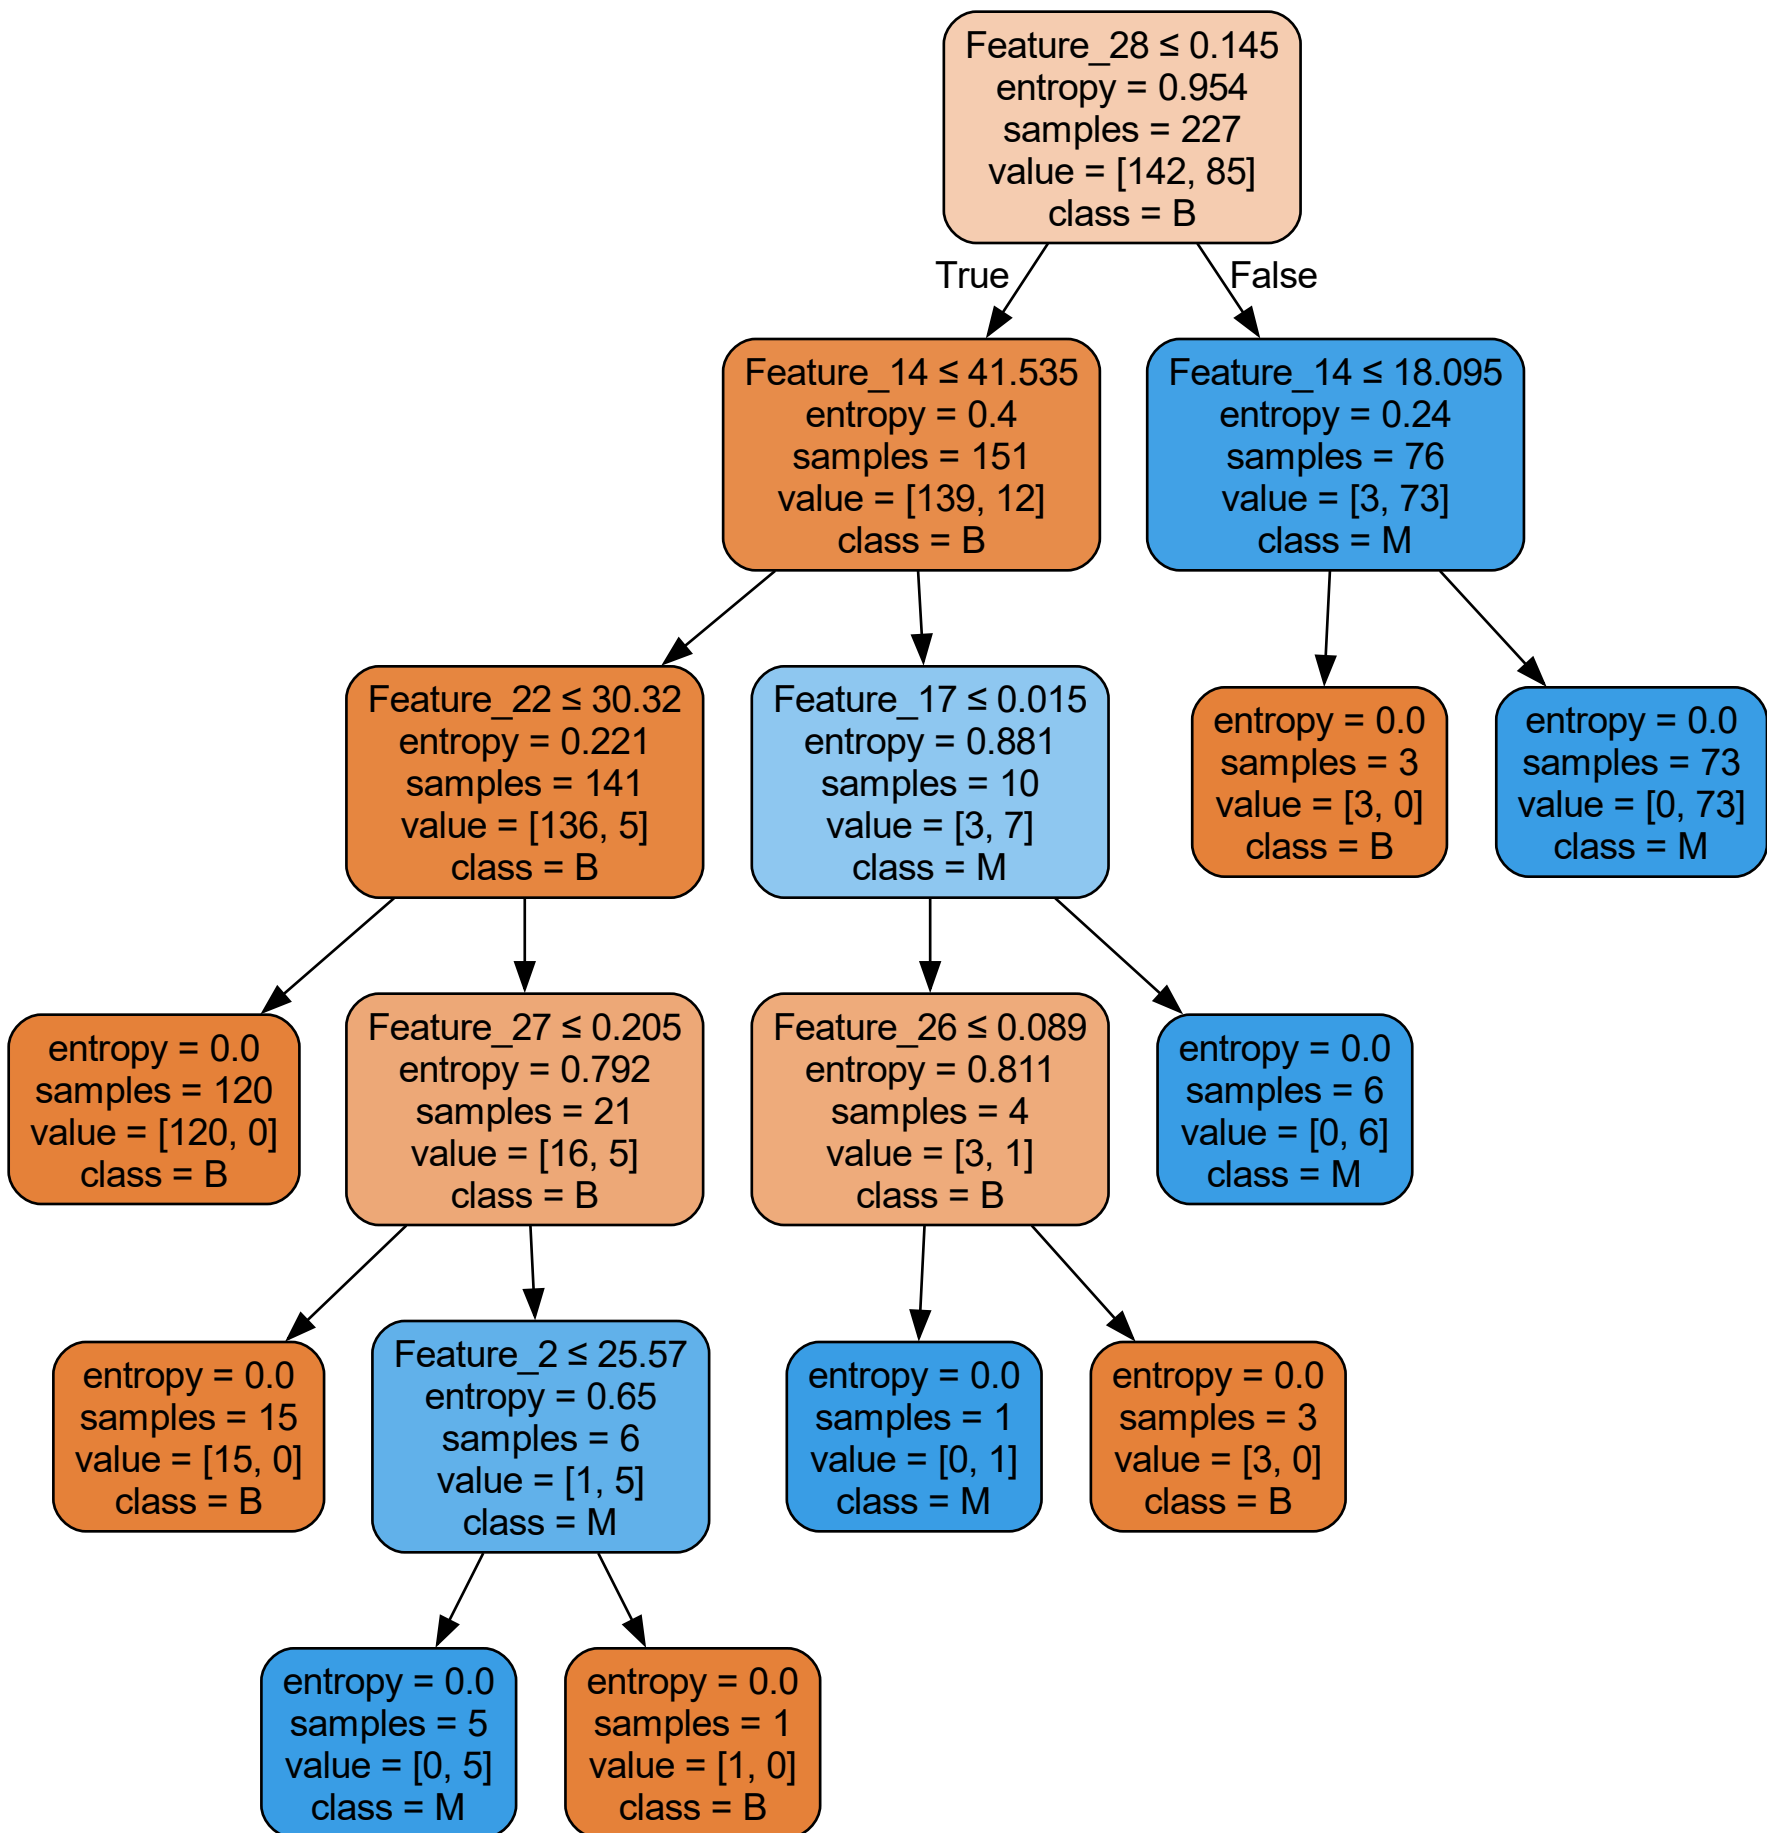 Feature_28 ≤ 0.145
entropy = 0.954
samples = 227
value = [142, 85]
class = B
True
False
Feature_14 ≤ 41.535
entropy = 0.4
samples = 151
value = [139, 12]
class = B
Feature_14 ≤ 18.095
entropy = 0.24
samples = 76
value = [3, 73]
class = M
Feature_22 ≤ 30.32
entropy = 0.221
samples = 141
value = [136, 5]
class = B
Feature_17 ≤ 0.015
entropy = 0.881
samples = 10
value = [3, 7]
class = M
entropy = 0.0
samples = 3
value = [3, 0]
class = B
entropy = 0.0
samples = 73
value = [0, 73]
class = M
entropy = 0.0
samples = 120
value = [120, 0]
class = B
Feature_27 ≤ 0.205
entropy = 0.792
samples = 21
value = [16, 5]
class = B
Feature_26 ≤ 0.089
entropy = 0.811
samples = 4
value = [3, 1]
class = B
entropy = 0.0
samples = 6
value = [0, 6]
class = M
entropy = 0.0
samples = 15
value = [15, 0]
class = B
Feature_2 ≤ 25.57
entropy = 0.65
samples = 6
value = [1, 5]
class = M
entropy = 0.0
samples = 1
value = [0, 1]
class = M
entropy = 0.0
samples = 3
value = [3, 0]
class = B
entropy = 0.0
samples = 5
value = [0, 5]
class = M
entropy = 0.0
samples = 1
value = [1, 0]
class = B